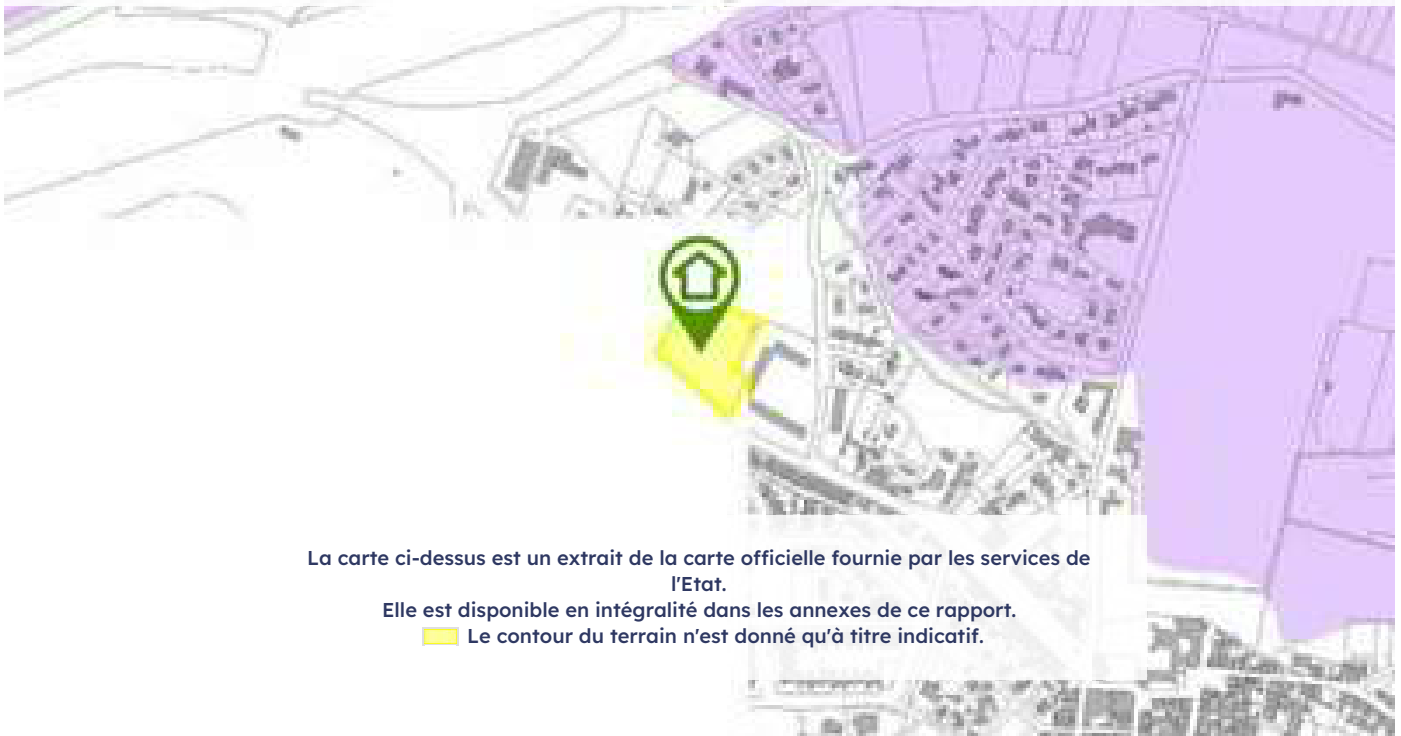 La carte ci-dessus est un extrait de la carte officielle fournie par les services de
l'Etat.
Elle est disponible en intégralité dans les annexes de ce rapport.
Le contour du terrain n'est donné qu'à titre indicatif.